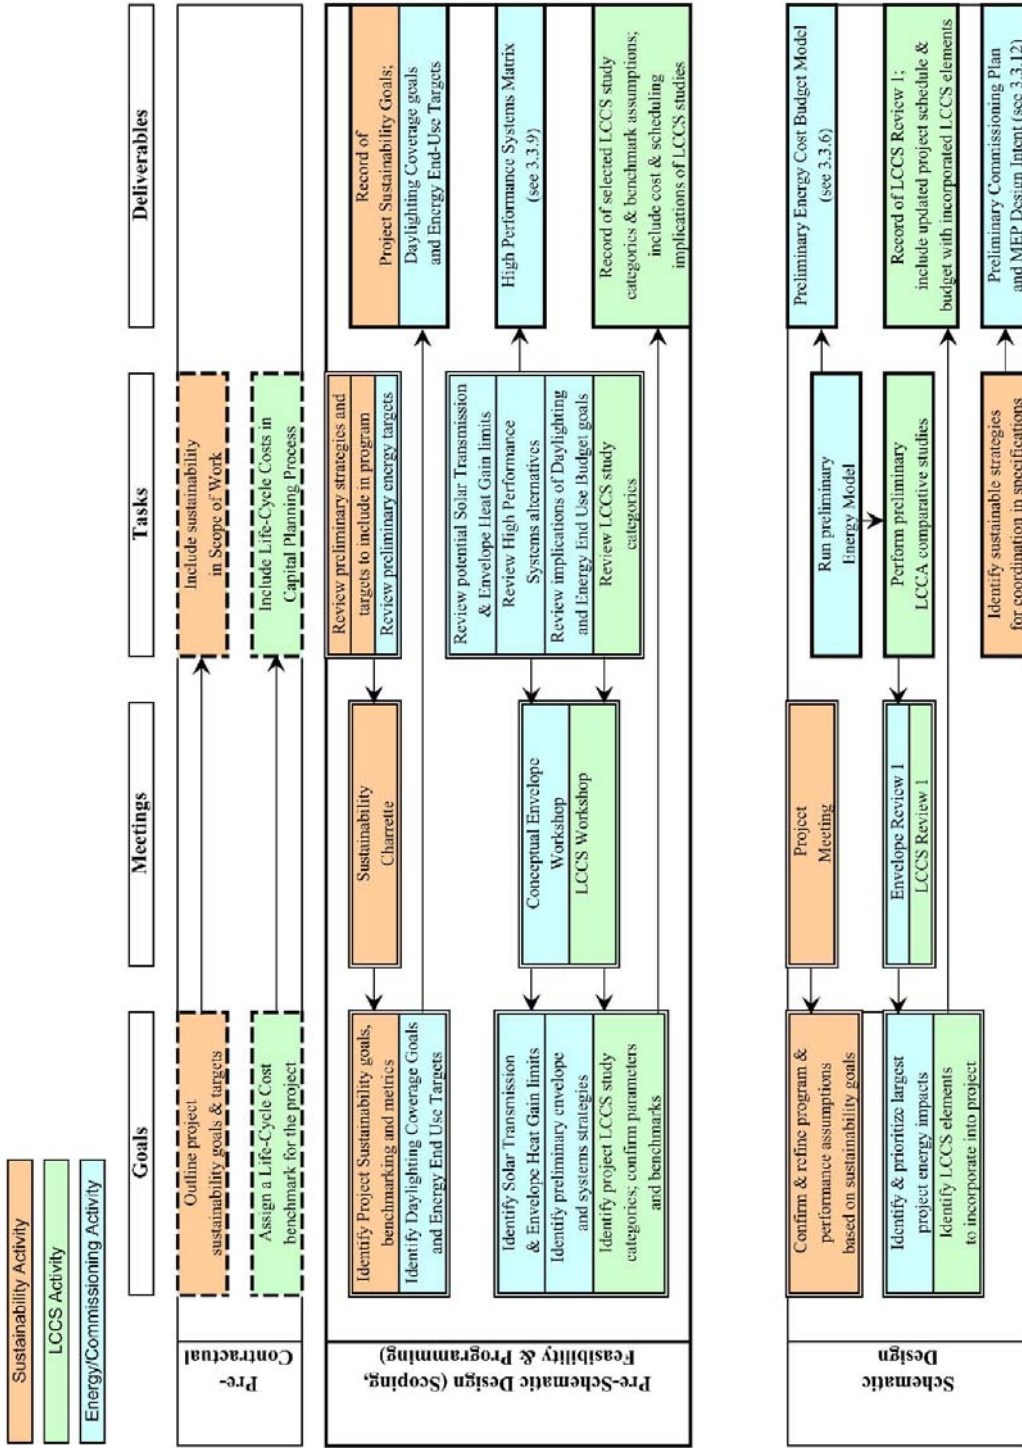 Sustainability Activity
LCCS Activity
Energy/Commissioning Activity
Goals
Meetings
Tasks
Deliverables
Pre-
Contractual
Outline project
sustainability goals & targets
Include sustainability
in Scope of Work
Assign a Life-Cycle Cost
benchmark for the project
Include Life-Cycle Costs in
Capital Planning Process
Pre-Schematic Design (Scoping,
Feasibility & Programming)
Identify Project Sustainability goals,
benchmarking and metrics
Identify Daylighting Coverage Goals
and Energy End Use Targets
Sustainability
Charrette
Review preliminary strategies and
targets to include in program
Review preliminary energy targets
Record of
Project Sustainability Goals;
Daylighting Coverage goals
and Energy End-Use Targets
Identify Solar Transmission
& Envelope Heat Gain limits
Identify preliminary envelope
and systems strategies
Identify project LCCS study
categories; confirm parameters
and benchmarks
Conceptual Envelope
Workshop
LCCS Workshop
Review potential Solar Transmission
& Envelope Heat Gain limits
Review High Performance
Systems alternatives
Review implications of Daylighting
and Energy End Use Budget goals
Review LCCS study
categories
High Performance Systems Matrix
(see 3.3.9)
Record of selected LCCS study
categories & benchmark assumptions;
include cost & scheduling
implications of LCCS studies
Schematic
Design
Confirm & refine program &
performance assumptions
based on sustainability goals
Identify & prioritize largest
project energy impacts
Identify LCCS elements
to incorporate into project
Project
Meeting
Envelope Review 1
LCCS Review 1
Run preliminary
Energy Model
Perform preliminary
LCCA comparative studies
Identify sustainable strategies
for coordination in specifications
Preliminary Energy Cost Budget Model
(see 3.3.6)
Record of LCCS Review 1;
include updated project schedule &
budget with incorporated LCCS elements
Preliminary Commissioning Plan
and MEP Design Intent (see 3.3.12)